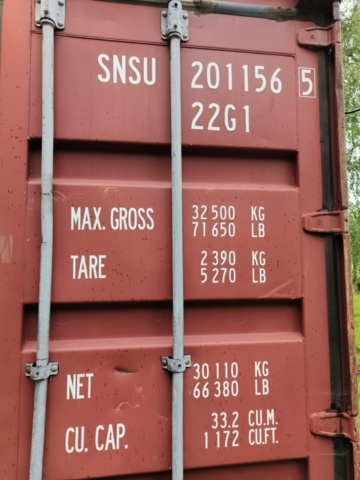 SNSU 201156 5
22G1
MAX. GROSS 32 500 KG
71 650 LB
TARE 2 390 KG
5 270 LB
NET 30 110 KG
66 380 LB
CU. CAP. 33.2 CU.M.
1 172 CU.FT.